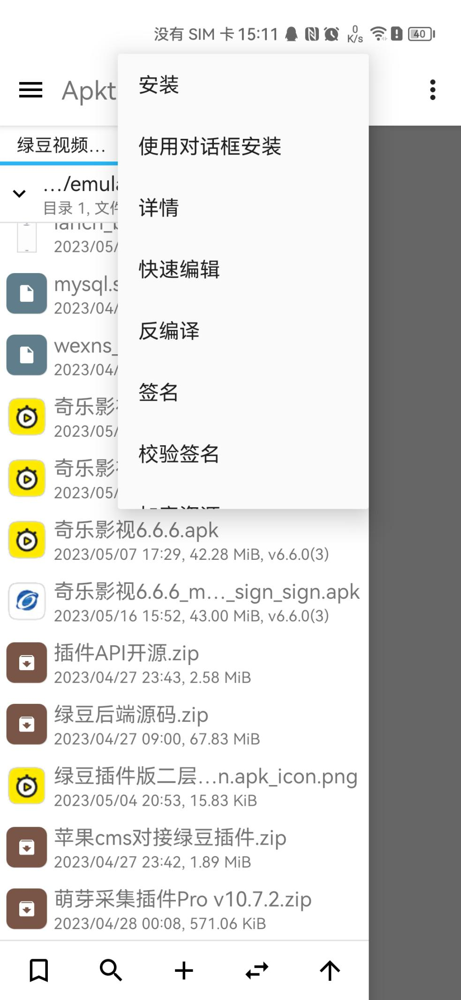 没有 SIM 卡 15:11 0 K/s 40
Apkt
安装
使用对话框安装
详情
快速编辑
反编译
签名
校验签名
绿豆视频…
…/emula
目录 1, 文件
lanch_b
2023/05/
mysql.s
2023/04/
wexns_
2023/04/
奇乐影视
2023/05/
奇乐影视
2023/05/
奇乐影视6.6.6.apk
2023/05/07 17:29, 42.28 MiB, v6.6.0(3)
奇乐影视6.6.6_m…_sign_sign.apk
2023/05/16 15:52, 43.00 MiB, v6.6.0(3)
插件API开源.zip
2023/04/27 23:43, 2.58 MiB
绿豆后端源码.zip
2023/04/27 09:00, 67.83 MiB
绿豆插件版二层…n.apk_icon.png
2023/05/04 20:53, 15.83 KiB
苹果cms对接绿豆插件.zip
2023/04/27 23:42, 1.89 MiB
萌芽采集插件Pro v10.7.2.zip
2023/04/28 00:08, 571.06 KiB